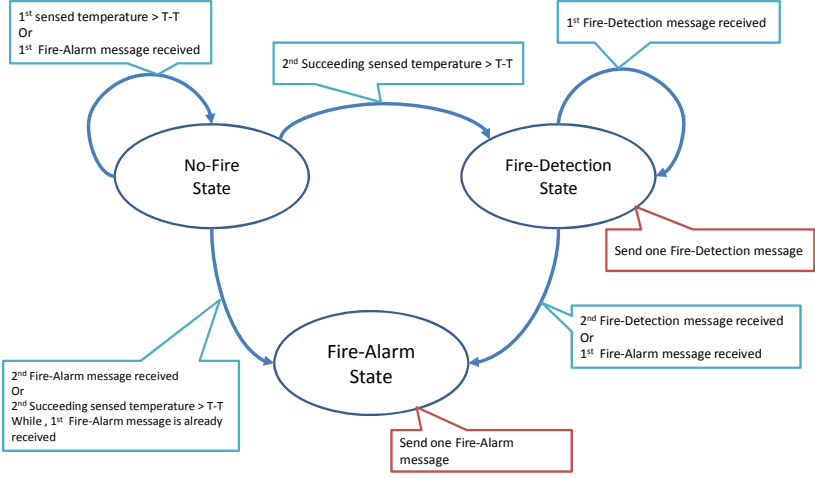 1st sensed temperature > T-T
Or
1st Fire-Alarm message received
2nd Succeeding sensed temperature > T-T
1st Fire-Detection message received
No-Fire
State
Fire-Detection
State
Send one Fire-Detection message
2nd Fire-Detection message received
Or
1st Fire-Alarm message received
Fire-Alarm
State
2nd Fire-Alarm message received
Or
2nd Succeeding sensed temperature > T-T
While , 1st Fire-Alarm message is already
received
Send one Fire-Alarm
message